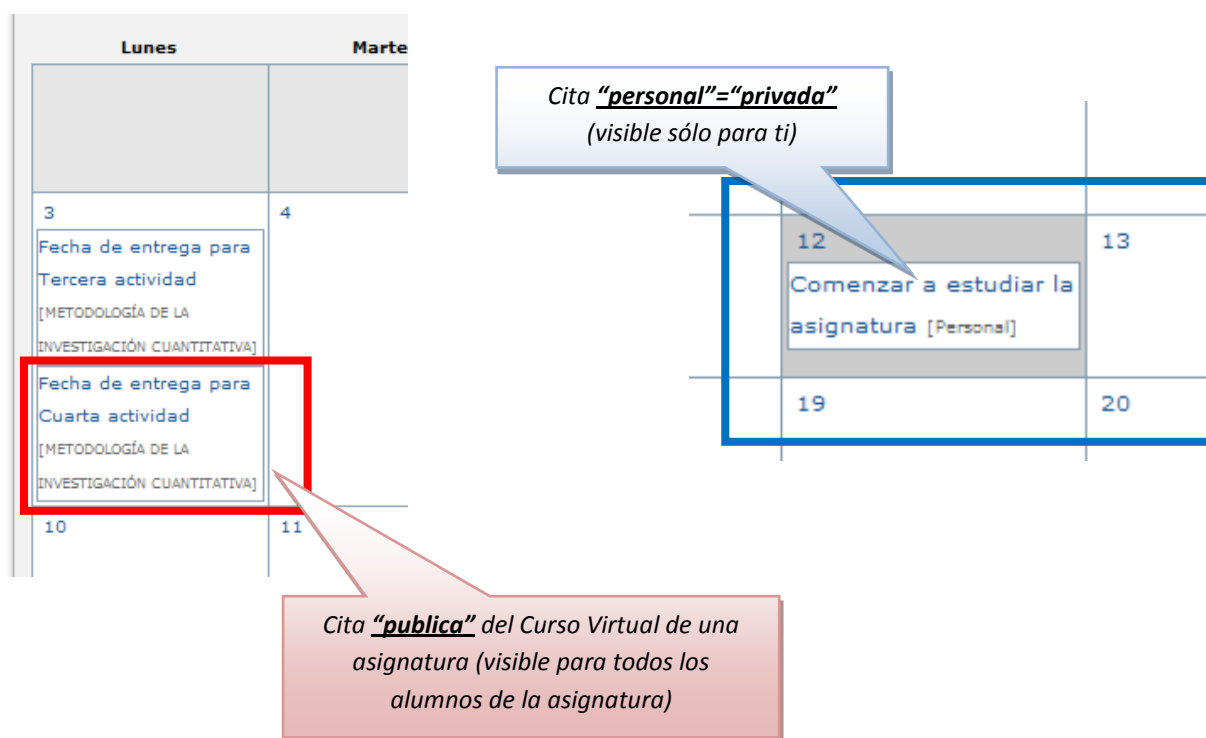 Lunes
Marte
3
4
Fecha de entrega para
Tercera actividad
[METODOLOGÍA DE LA
INVESTIGACIÓN CUANTITATIVA]
Fecha de entrega para
Cuarta actividad
[METODOLOGÍA DE LA
INVESTIGACIÓN CUANTITATIVA]
10
11
Cita “publica” del Curso Virtual de una
asignatura (visible para todos los
alumnos de la asignatura)
Cita “personal”=“privada”
(visible sólo para ti)
12
13
Comenzar a estudiar la
asignatura [Personal]
19
20